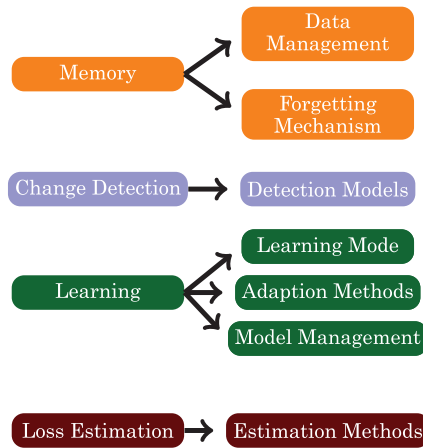 Data
Management
Memory
Forgetting
Mechanism
Change Detection
Detection Models
Learning Mode
Learning
Adaption Methods
Model Management
Loss Estimation
Estimation Methods